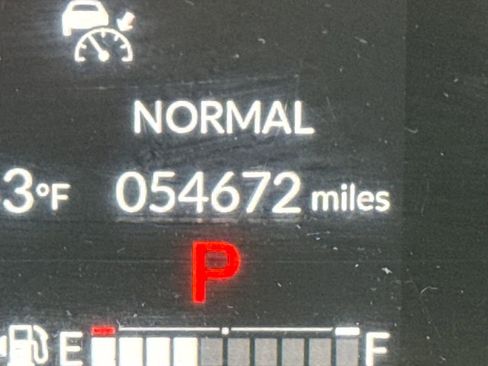 NORMAL
3°F 054672 miles
P
E F